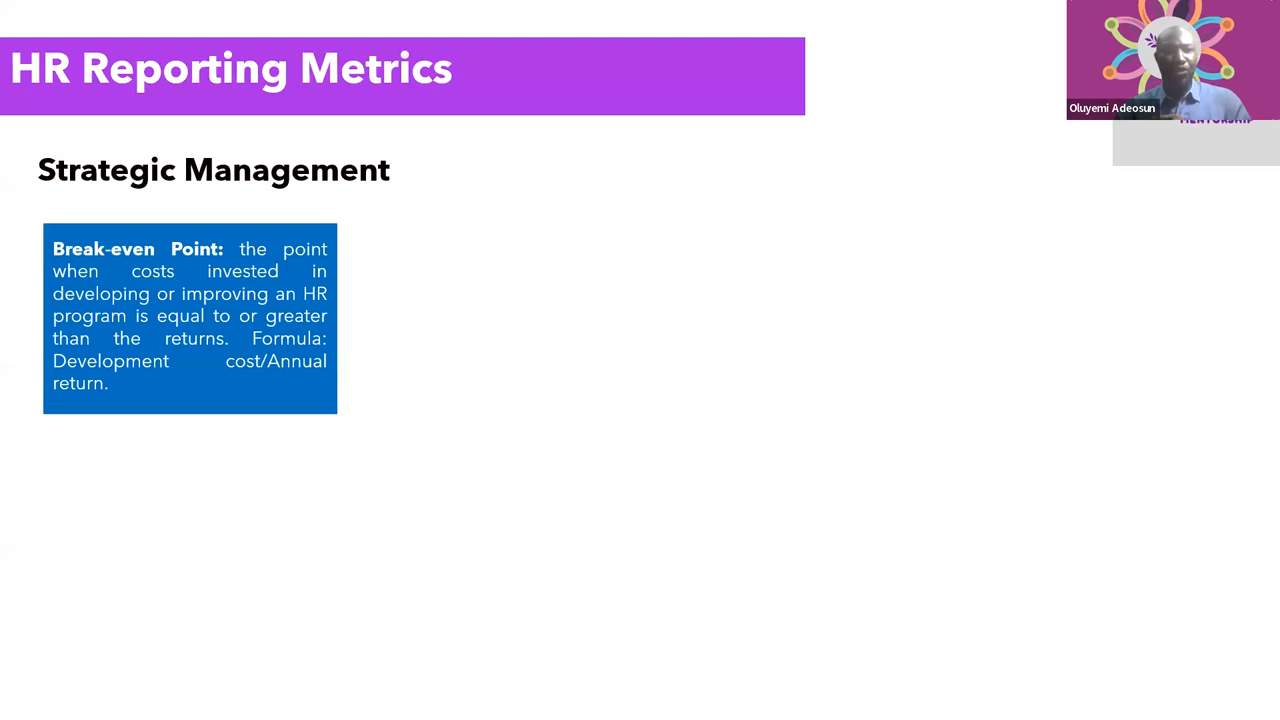 HR Reporting Metrics
Oluyemi Adeosun
MENTORSHIP
Strategic Management
Break-even Point: the point
when costs invested in
developing or improving an HR
program is equal to or greater
than the returns. Formula:
Development cost/Annual
return.